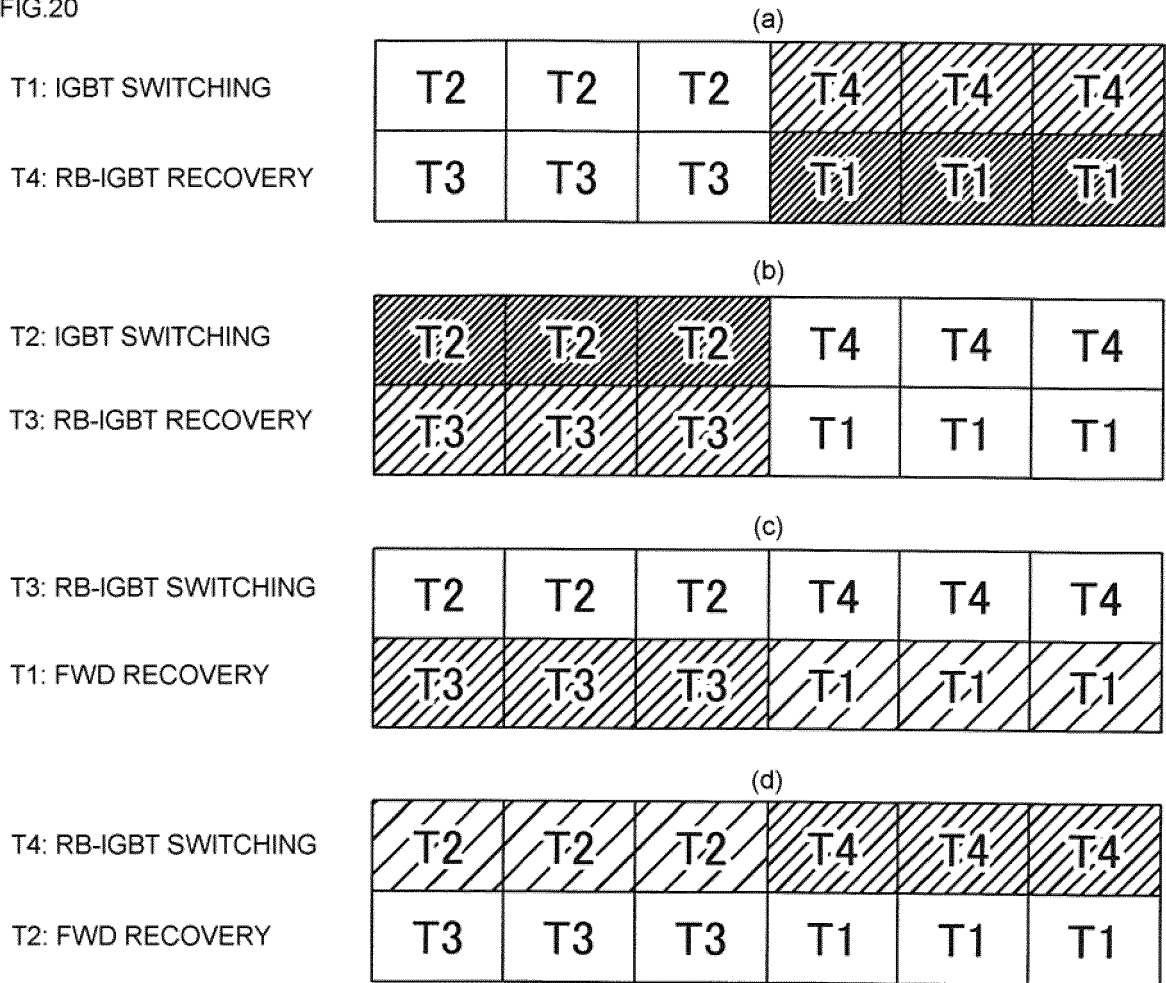 FIG.20
(a)
T1: IGBT SWITCHING
T2 T2 T2 T4 T4 T4
T4: RB-IGBT RECOVERY
T3 T3 T3 T1 T1 T1
(b)
T2: IGBT SWITCHING
T2 T2 T2 T4 T4 T4
T3: RB-IGBT RECOVERY
T3 T3 T3 T1 T1 T1
(c)
T3: RB-IGBT SWITCHING
T2 T2 T2 T4 T4 T4
T1: FWD RECOVERY
T3 T3 T3 T1 T1 T1
(d)
T4: RB-IGBT SWITCHING
T2 T2 T2 T4 T4 T4
T2: FWD RECOVERY
T3 T3 T3 T1 T1 T1